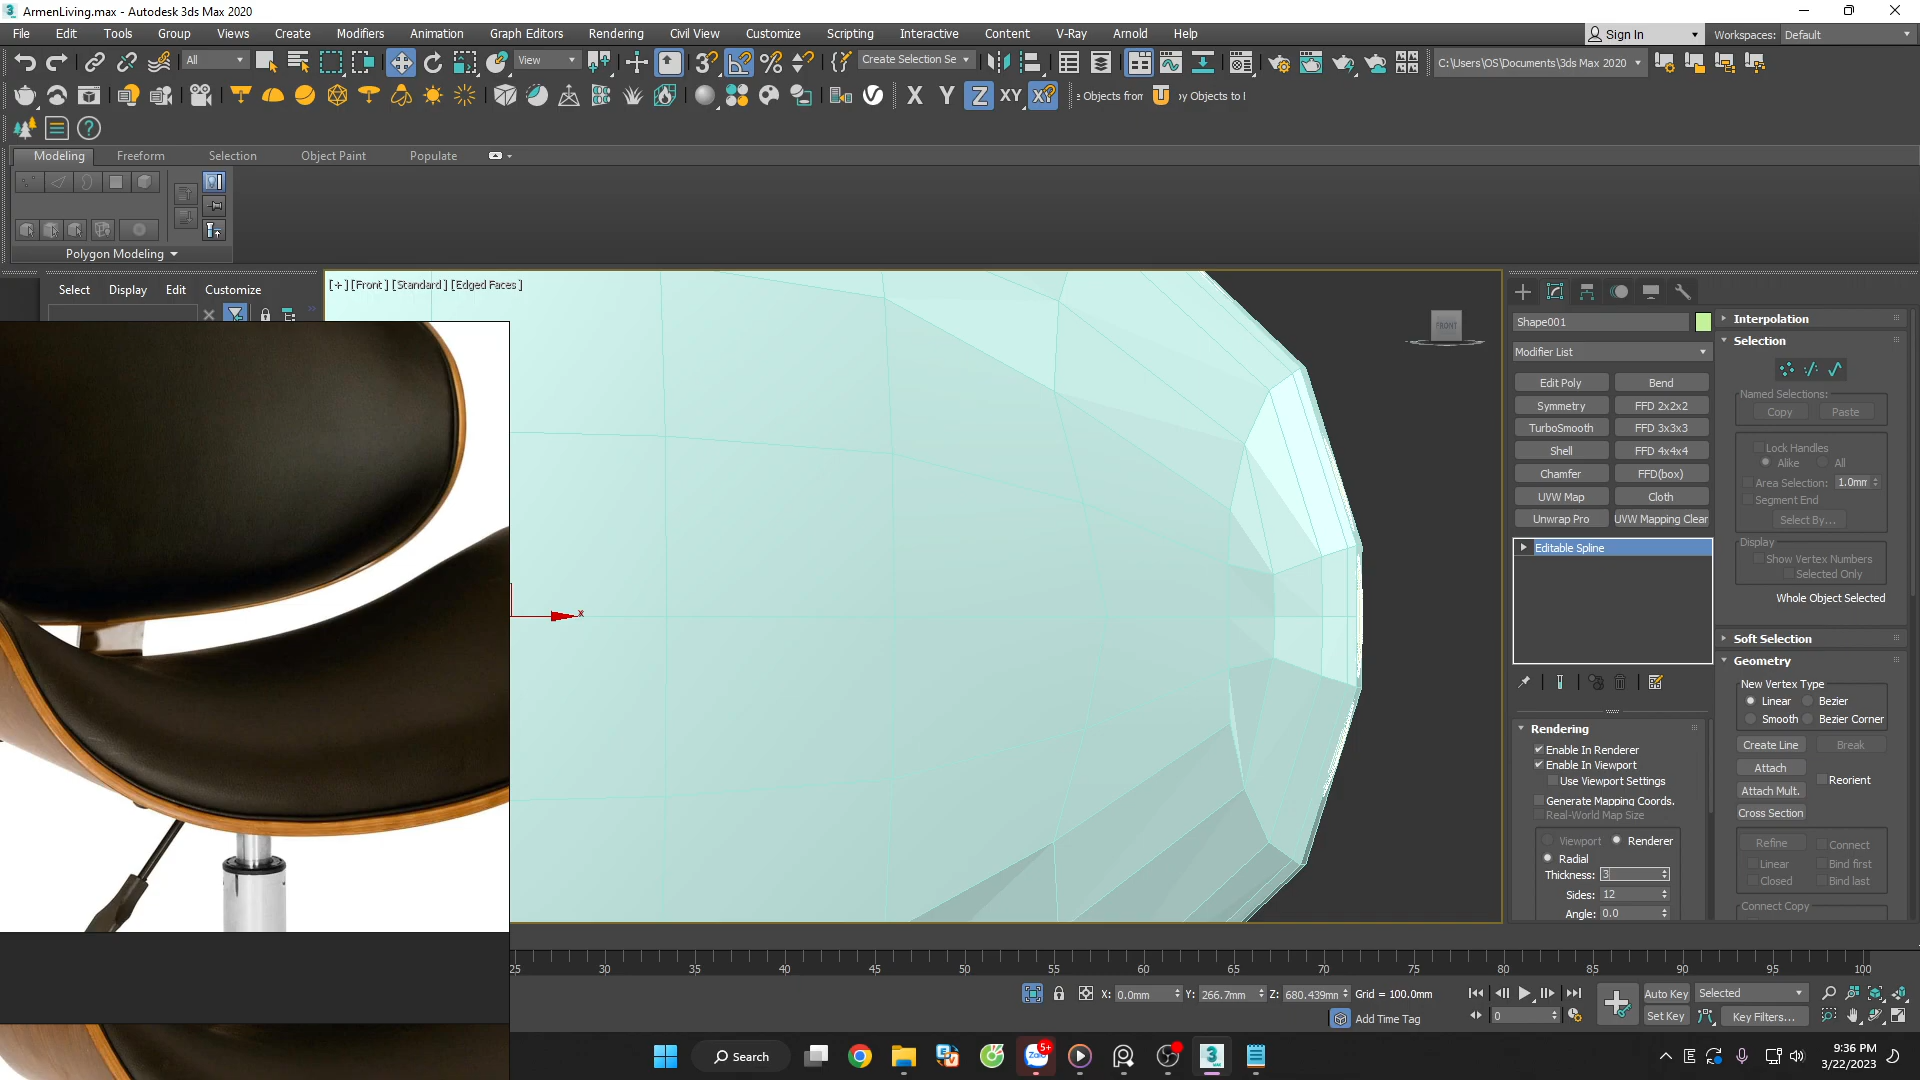 ArmenLiving.max - Autodesk 3ds Max 2020
File Edit Tools Group Views Create Modifiers Animation Graph Editors Rendering Civil View Customize Scripting Interactive Content V-Ray Arnold Help
Sign In Workspaces: Default
All View Create Selection Se C:\Users\OS\Documents\3ds Max 2020
X Y Z XY XY e Objects from oy Objects to I
Modeling Freeform Selection Object Paint Populate
Polygon Modeling
Select Display Edit Customize
[+] [Front ] [Standard ] [Edged Faces ]
FRONT
x
Shape001
Modifier List
Edit Poly Bend
Symmetry FFD 2x2x2
TurboSmooth FFD 3x3x3
Shell FFD 4x4x4
Chamfer FFD(box)
UVW Map Cloth
Unwrap Pro UVW Mapping Clear
Editable Spline
Rendering
Enable In Renderer
Enable In Viewport
Use Viewport Settings
Generate Mapping Coords.
Real-World Map Size
Viewport Renderer
Radial
Thickness: 3
Sides: 12
Angle: 0.0
Interpolation
Selection
Named Selections:
Copy Paste
Lock Handles
Alike All
Area Selection: 1.0mm
Segment End
Select By...
Display
Show Vertex Numbers
Selected Only
Whole Object Selected
Soft Selection
Geometry
New Vertex Type
Linear Bezier
Smooth Bezier Corner
Create Line Break
Attach Reorient
Attach Mult.
Cross Section
Refine Connect
Linear Bind first
Closed Bind last
Connect Copy
25 30 35 40 45 50 55 60 65 70 75 80 85 90 95 100
X: 0.0mm Y: 266.7mm Z: 680.439mm Grid = 100.0mm
Add Time Tag
0
Auto Key Selected
Set Key Key Filters...
Search
Zalo 5+
3
E
9:36 PM
3/22/2023